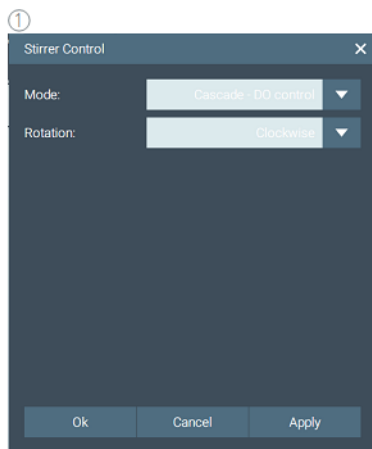 ①
Stirrer Control
Mode: Cascade - DO control
Rotation: Clockwise
Ok Cancel Apply